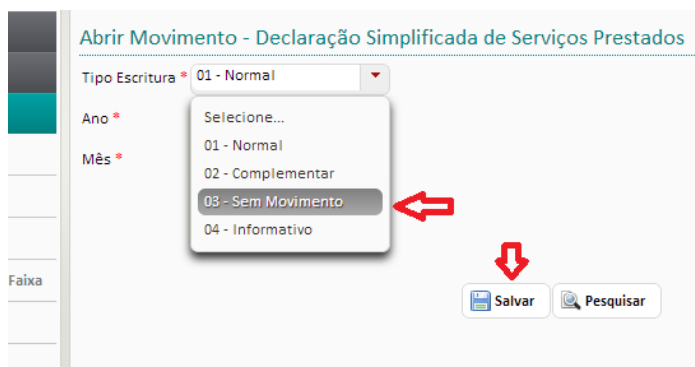 Abrir Movimento - Declaração Simplificada de Serviços Prestados
Tipo Escritura * 01 - Normal
Ano *
Selecione...
01 - Normal
Mês *
02 - Complementar
03 - Sem Movimento
04 - Informativo
Faixa
Salvar
Pesquisar